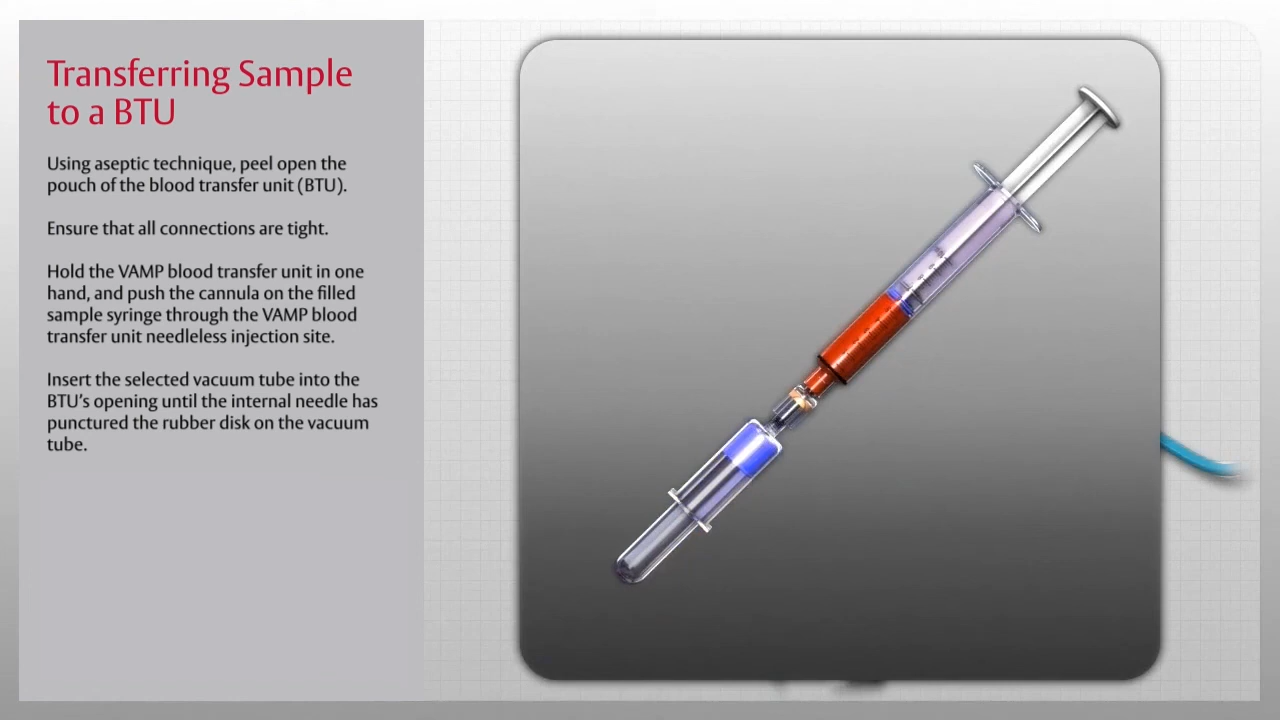 Transferring Sample
to a BTU
Using aseptic technique, peel open the
pouch of the blood transfer unit (BTU).
Ensure that all connections are tight.
Hold the VAMP blood transfer unit in one
hand, and push the cannula on the filled
sample syringe through the VAMP blood
transfer unit needleless injection site.
Insert the selected vacuum tube into the
BTU’s opening until the internal needle has
punctured the rubber disk on the vacuum
tube.